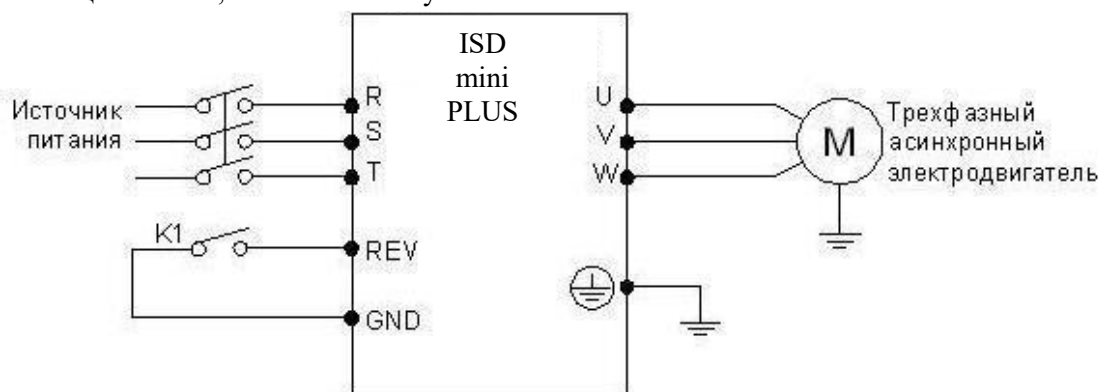 ISD
mini
PLUS
Источник
питания
R
S
T
K1
REV
GND
U
V
W
M
Трехфазный
асинхронный
электродвигатель